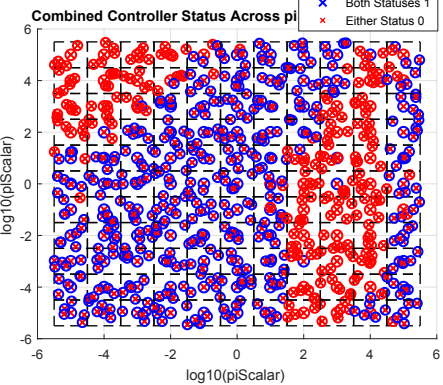 Both Statuses 1
Combined Controller Status Across pi
Either Status 0
6
4
2
0
-2
-4
-6
log10(piScalar)
-6
-4
-2
0
2
4
6
log10(piScalar)